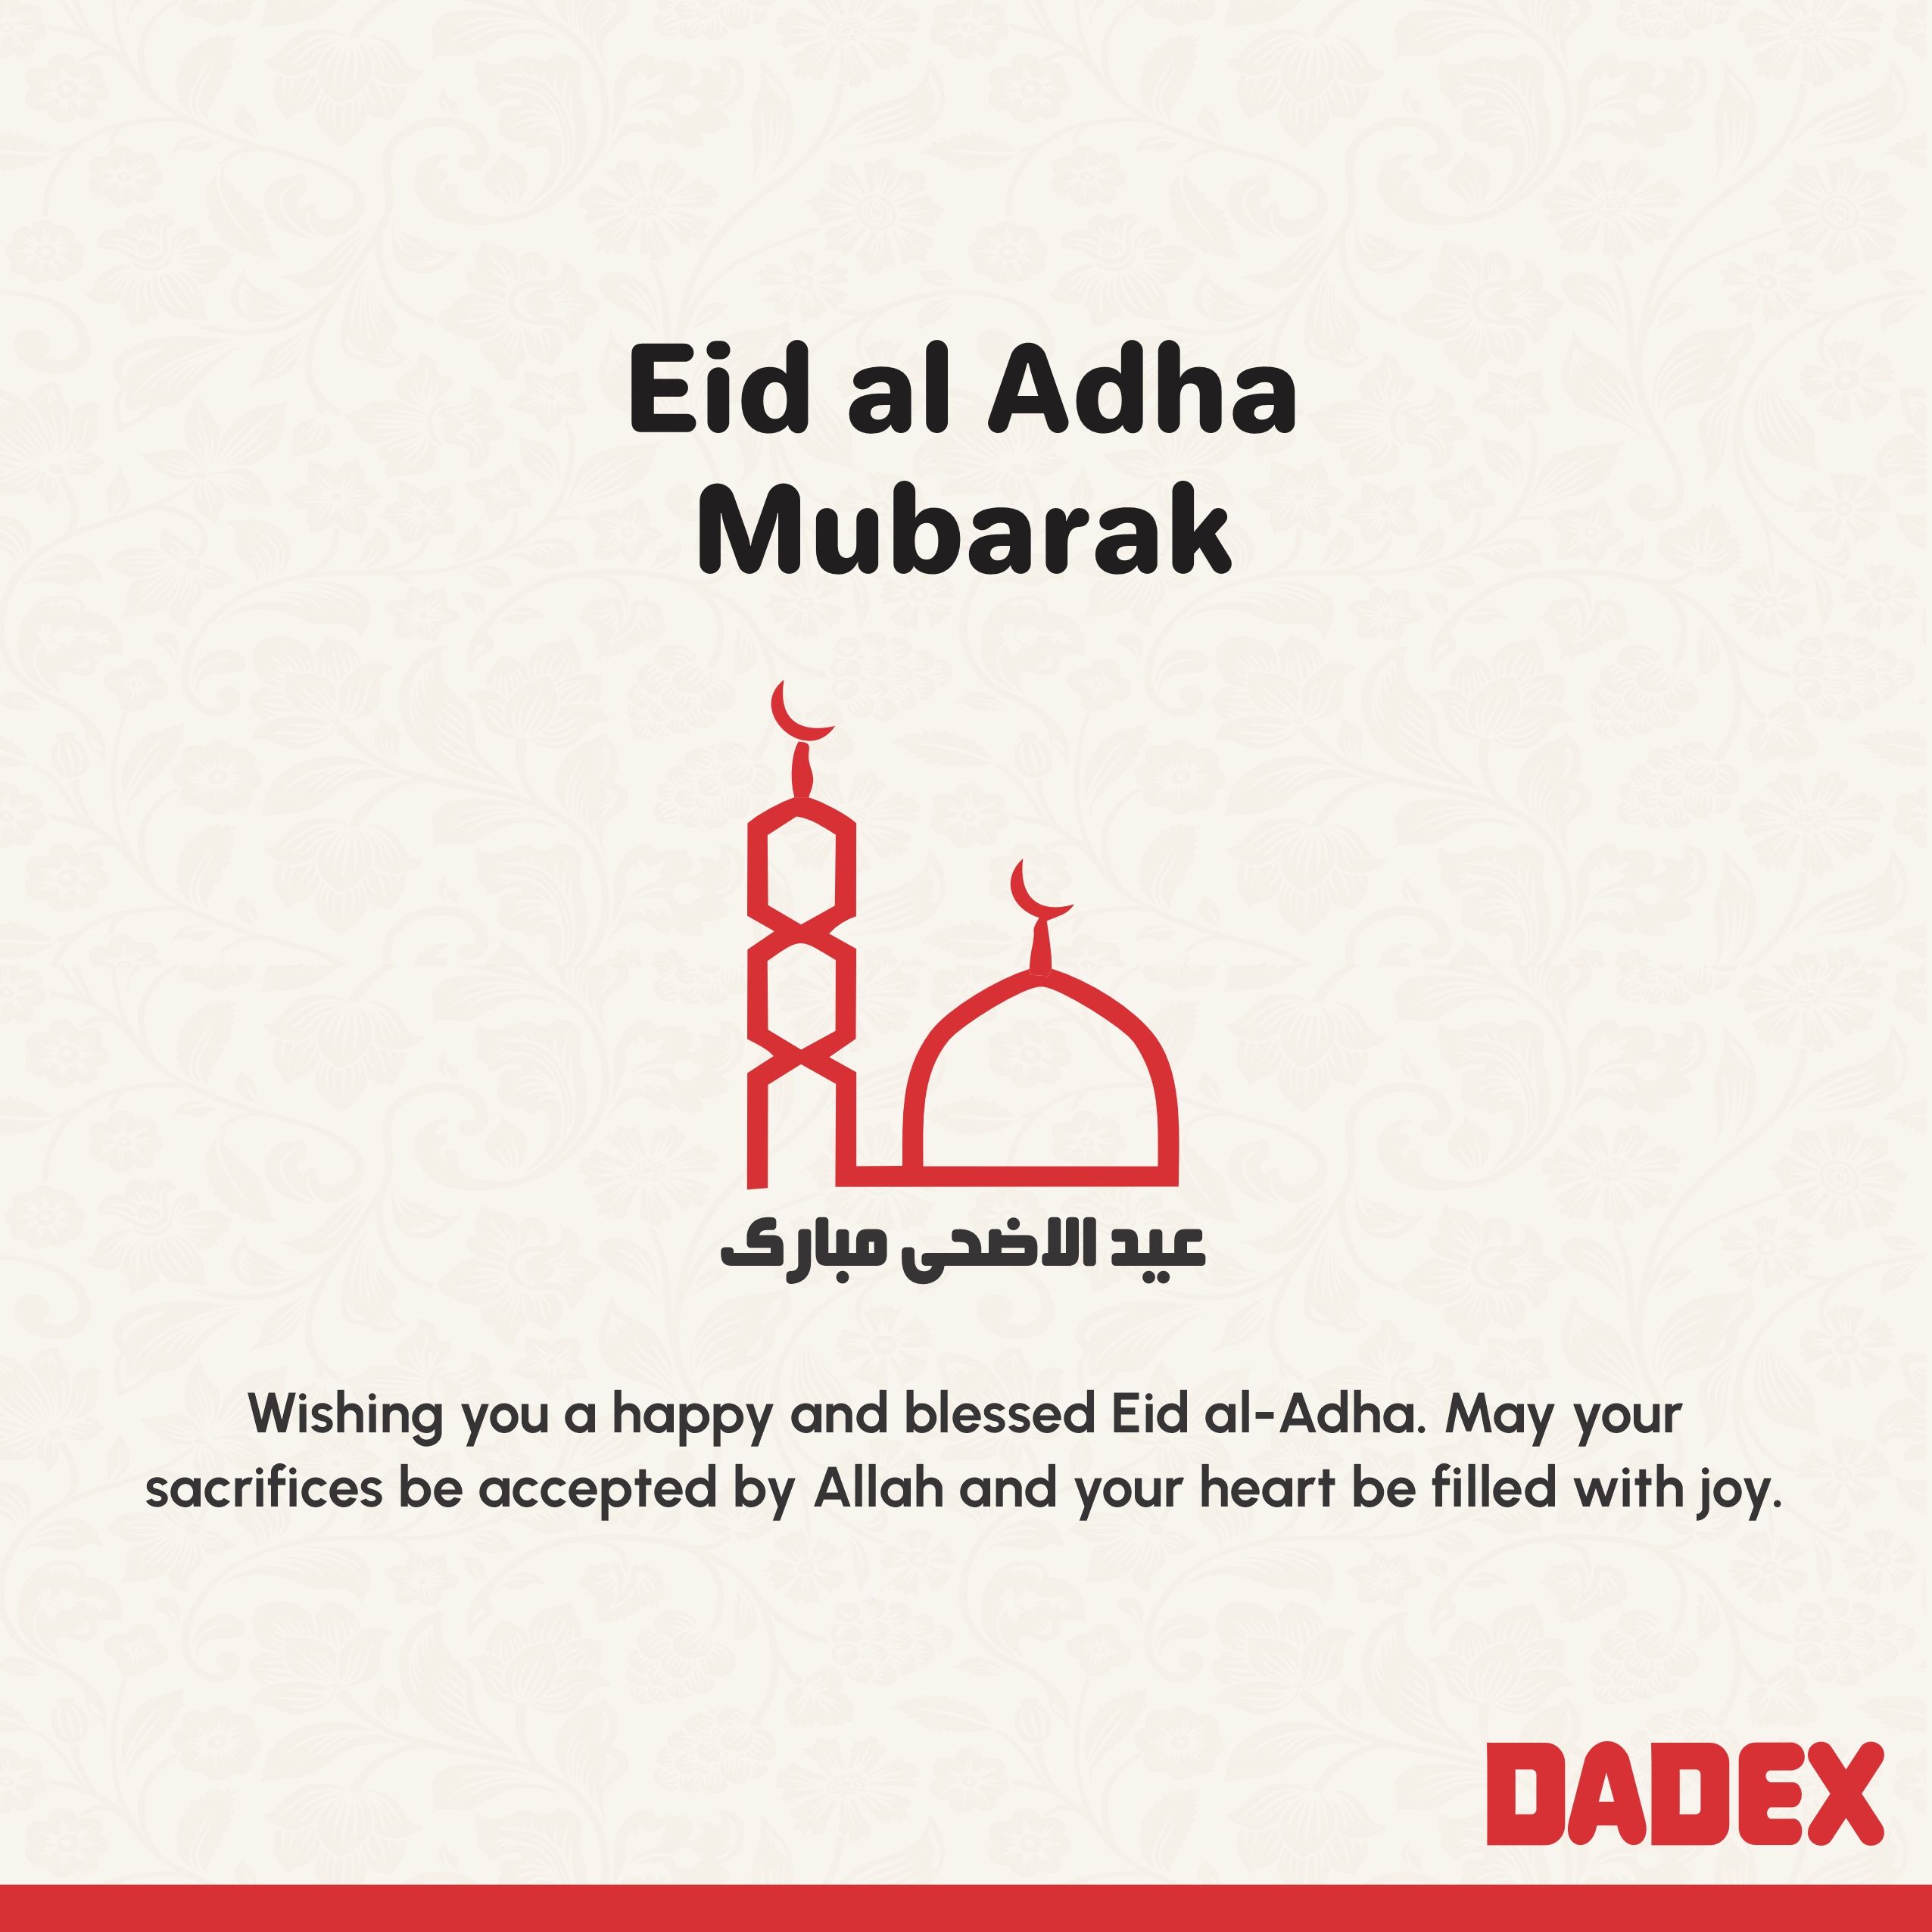 Eid al Adha
Mubarak
عید الاضحی مبارک
Wishing you a happy and blessed Eid al-Adha. May your
sacrifices be accepted by Allah and your heart be filled with joy.
DADEX